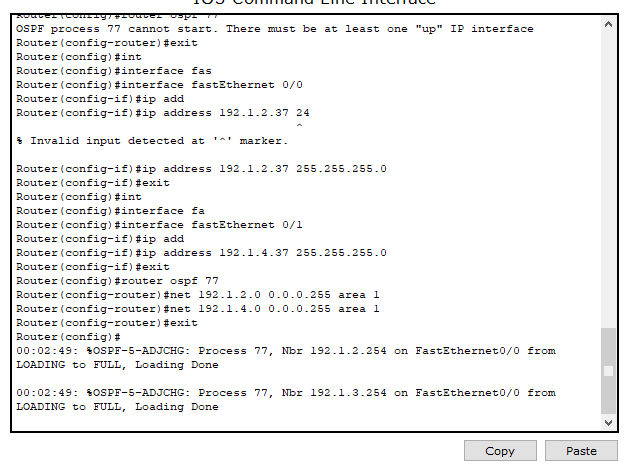 IOS Command Line Interface
Router(config)#router ospf 77
OSPF process 77 cannot start. There must be at least one "up" IP interface
Router(config-router)#exit
Router(config)#int
Router(config)#interface fas
Router(config)#interface fastEthernet 0/0
Router(config-if)#ip add
Router(config-if)#ip address 192.1.2.37 24
^
% Invalid input detected at '^' marker.
Router(config-if)#ip address 192.1.2.37 255.255.255.0
Router(config-if)#exit
Router(config)#int
Router(config)#interface fa
Router(config)#interface fastEthernet 0/1
Router(config-if)#ip add
Router(config-if)#ip address 192.1.4.37 255.255.255.0
Router(config-if)#exit
Router(config)#router ospf 77
Router(config-router)#net 192.1.2.0 0.0.0.255 area 1
Router(config-router)#net 192.1.4.0 0.0.0.255 area 1
Router(config-router)#exit
Router(config)#
00:02:49: %OSPF-5-ADJCHG: Process 77, Nbr 192.1.2.254 on FastEthernet0/0 from
LOADING to FULL, Loading Done
00:02:49: %OSPF-5-ADJCHG: Process 77, Nbr 192.1.3.254 on FastEthernet0/0 from
LOADING to FULL, Loading Done
Copy
Paste